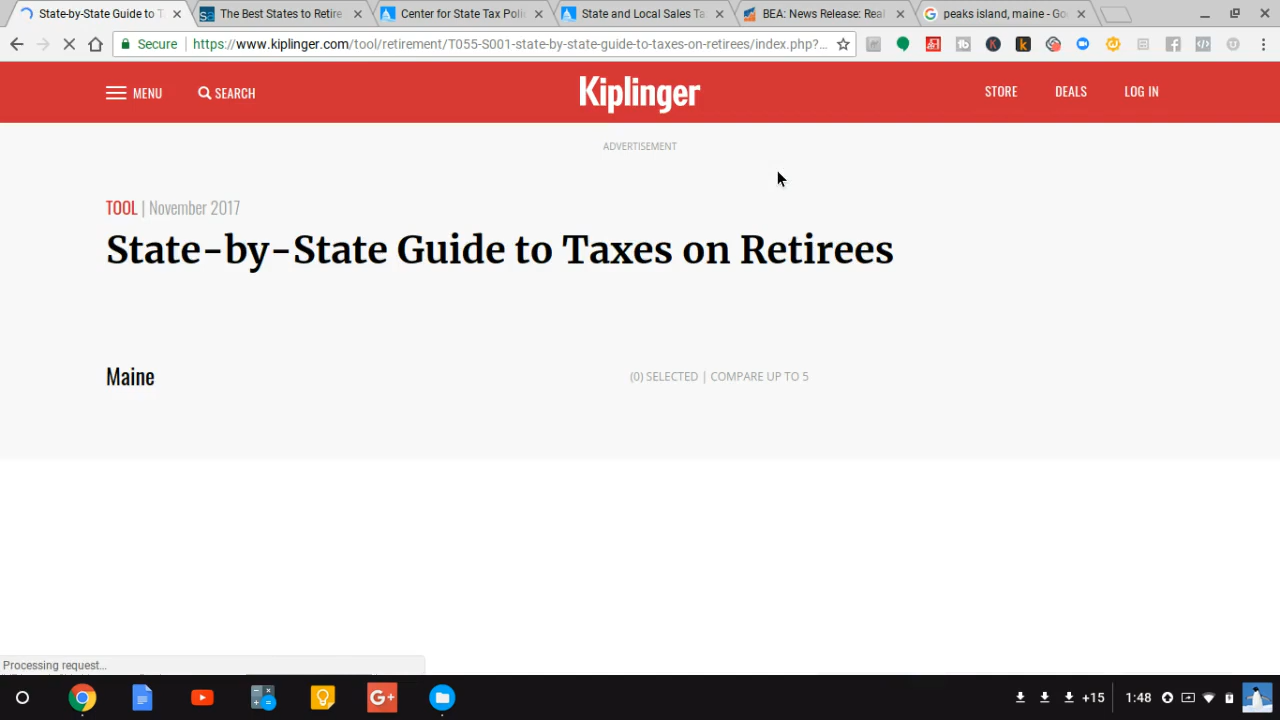 State-by-State Guide to T
The Best States to Retire
Center for State Tax Poli
State and Local Sales Ta
BEA: News Release: Real
peaks island, maine - Go
Secure
https://www.kiplinger.com/tool/retirement/T055-S001-state-by-state-guide-to-taxes-on-retirees/index.php?...
MENU
SEARCH
Kiplinger
STORE
DEALS
LOG IN
ADVERTISEMENT
TOOL | November 2017
State-by-State Guide to Taxes on Retirees
Maine
(0) SELECTED | COMPARE UP TO 5
Processing request...
+15
1:48